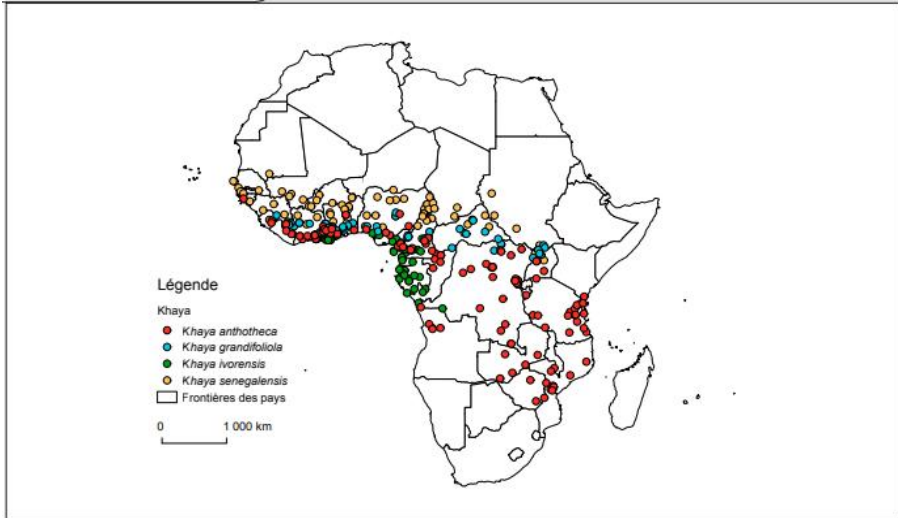 Légende
Khaya
Khaya anthotheca
Khaya grandifoliola
Khaya ivorensis
Khaya senegalensis
Frontières des pays
0 1 000 km